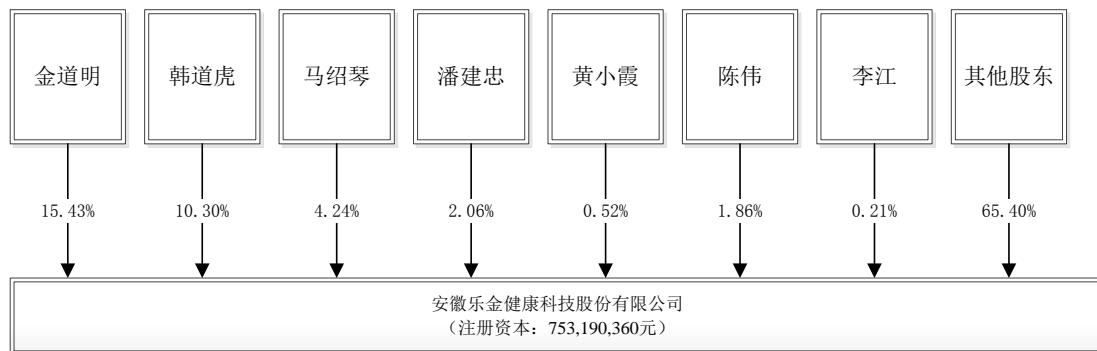 金道明
韩道虎
马绍琴
潘建忠
黄小霞
陈伟
李江
其他股东
15.43%
10.30%
4.24%
2.06%
0.52%
1.86%
0.21%
65.40%
安徽乐金健康科技股份有限公司
（注册资本：753,190,360元）